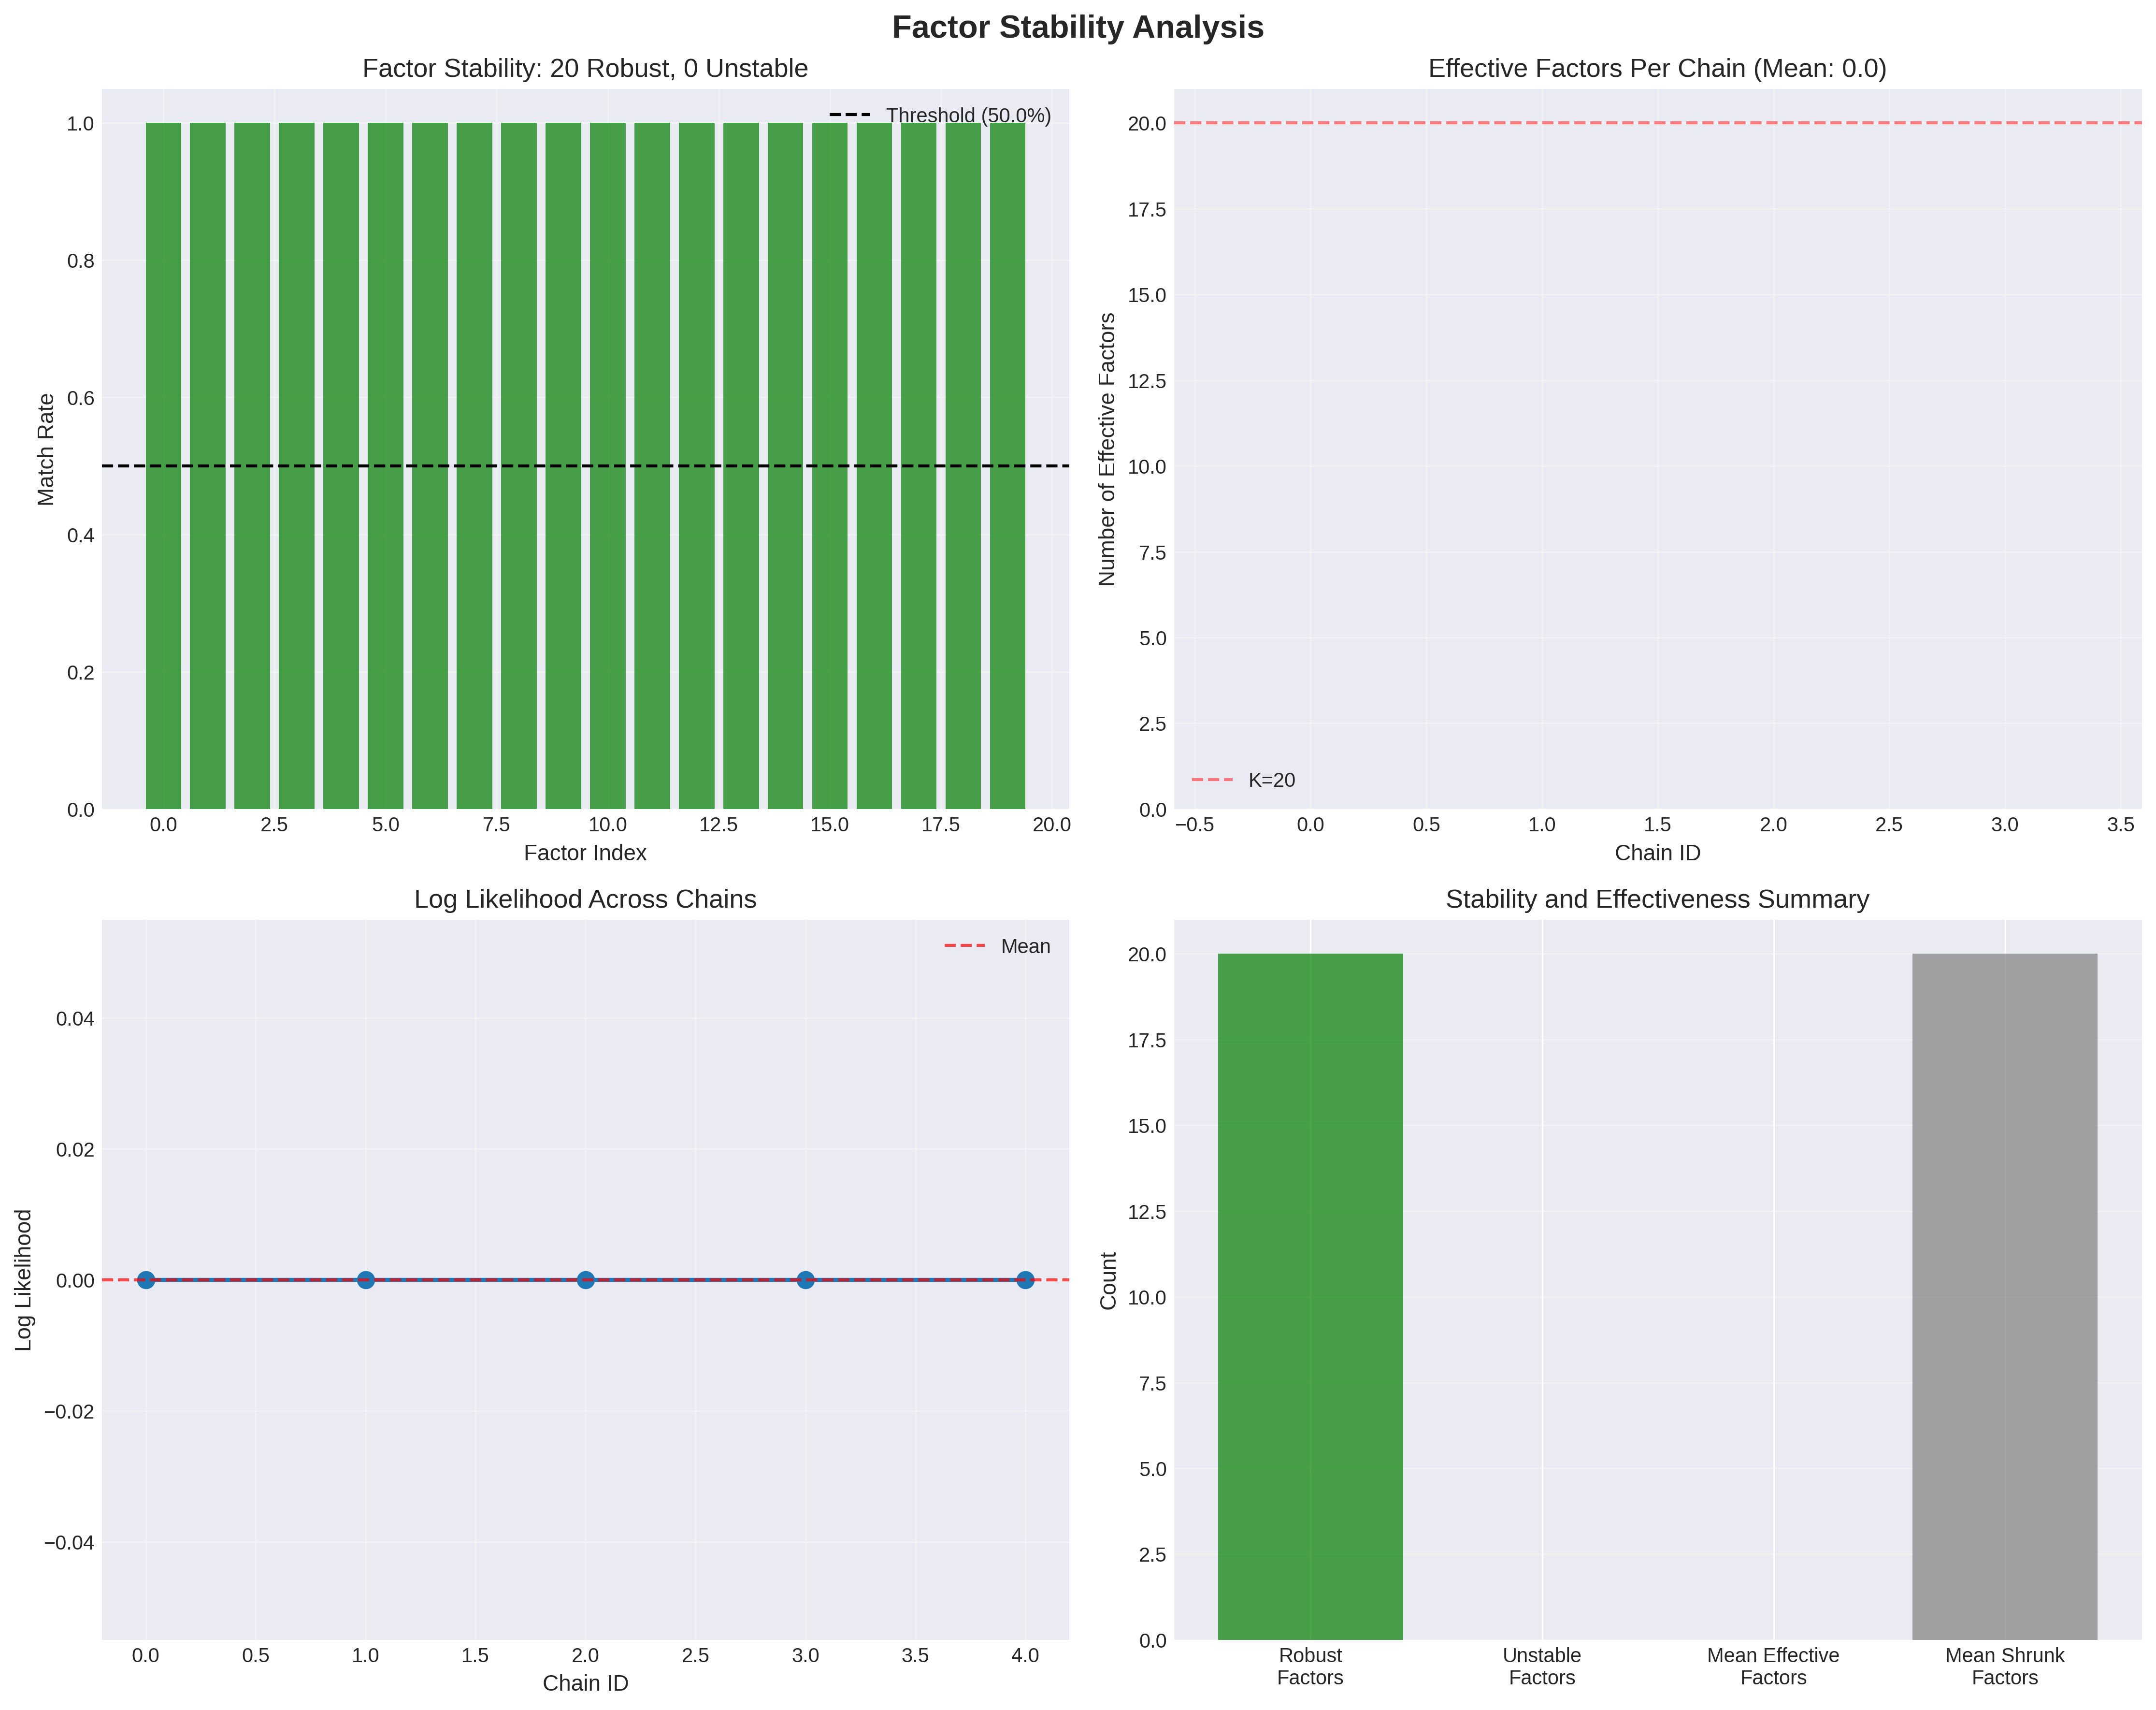 Factor Stability Analysis
Factor Stability: 20 Robust, 0 Unstable
Threshold (50.0%)
Match Rate
1.0
0.8
0.6
0.4
0.2
0.0
0.0 2.5 5.0 7.5 10.0 12.5 15.0 17.5 20.0
Factor Index
Effective Factors Per Chain (Mean: 0.0)
Number of Effective Factors
20.0
17.5
15.0
12.5
10.0
7.5
5.0
2.5
0.0
K=20
−0.5 0.0 0.5 1.0 1.5 2.0 2.5 3.0 3.5
Chain ID
Log Likelihood Across Chains
Mean
Log Likelihood
0.04
0.02
0.00
−0.02
−0.04
0.0 0.5 1.0 1.5 2.0 2.5 3.0 3.5 4.0
Chain ID
Stability and Effectiveness Summary
Count
20.0
17.5
15.0
12.5
10.0
7.5
5.0
2.5
0.0
Robust
Factors
Unstable
Factors
Mean Effective
Factors
Mean Shrunk
Factors